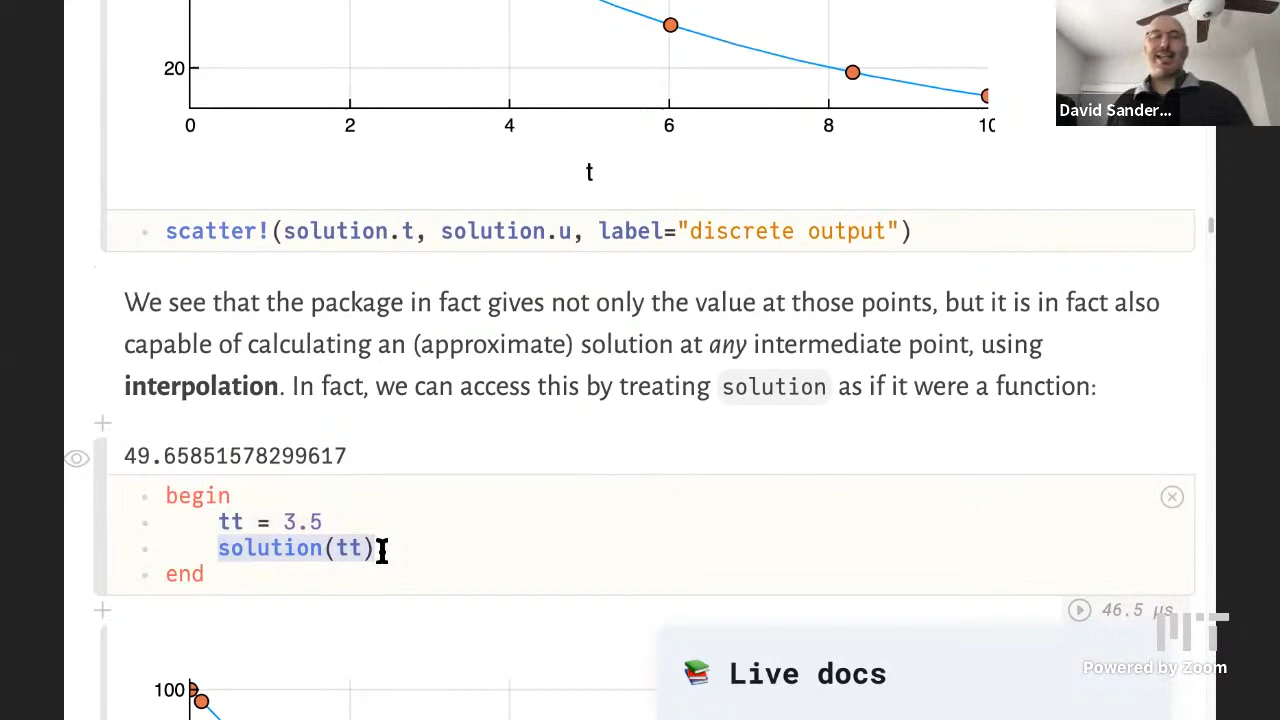 20
0 2 4 6 8 10
t
David Sander...
scatter!(solution.t, solution.u, label="discrete output")
We see that the package in fact gives not only the value at those points, but it is in fact also
capable of calculating an (approximate) solution at any intermediate point, using
interpolation. In fact, we can access this by treating solution as if it were a function:
49.65851578299617
begin
tt = 3.5
solution(tt)
end
46.5 μs
MIT
Powered by Zoom
Live docs
100